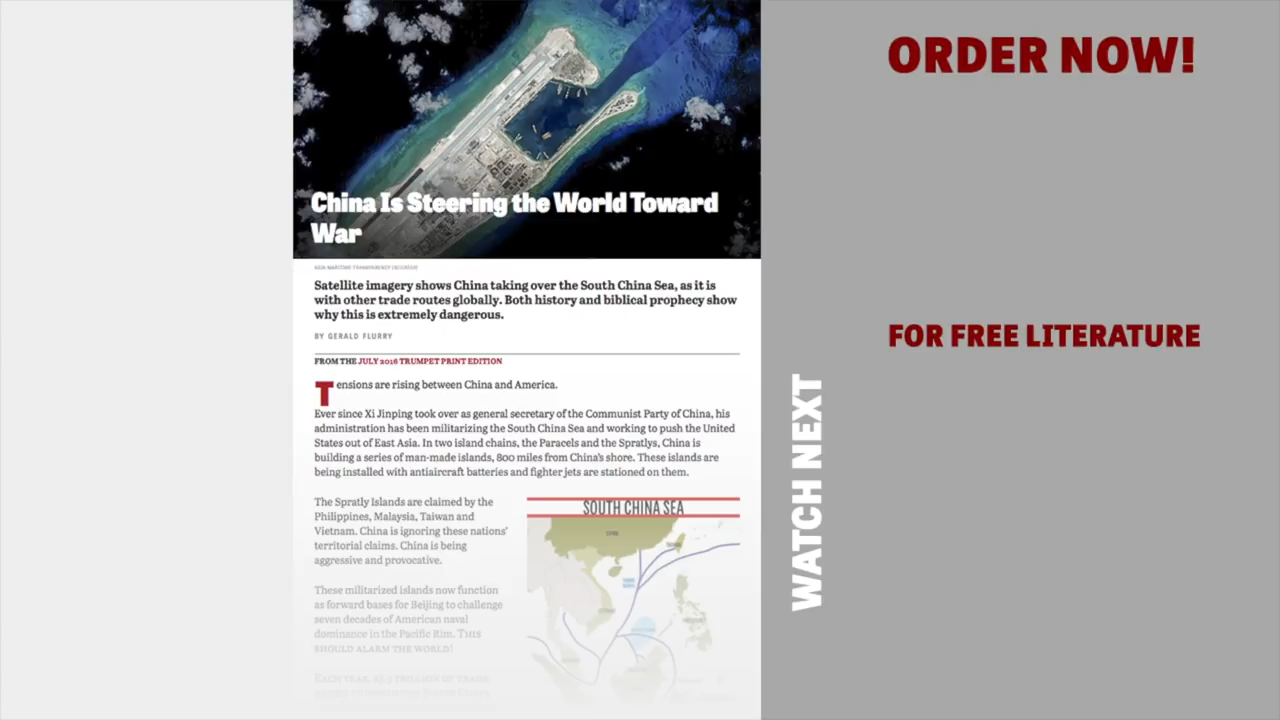 China Is Steering the World Toward
War
ASIA MARITIME TRANSPARENCY INITIATIVE
Satellite imagery shows China taking over the South China Sea, as it is
with other trade routes globally. Both history and biblical prophecy show
why this is extremely dangerous.
BY GERALD FLURRY
FROM THE JULY 2016 TRUMPET PRINT EDITION
Tensions are rising between China and America.
Ever since Xi Jinping took over as general secretary of the Communist Party of China, his
administration has been militarizing the South China Sea and working to push the United
States out of East Asia. In two island chains, the Paracels and the Spratlys, China is
building a series of man-made islands, 800 miles from China's shore. These islands are
being installed with antiaircraft batteries and fighter jets are stationed on them.
The Spratly Islands are claimed by the
Philippines, Malaysia, Taiwan and
Vietnam. China is ignoring these nations'
territorial claims. China is being
aggressive and provocative.
These militarized islands now function
as forward bases for Beijing to challenge
seven decades of American naval
dominance in the Pacific Rim. THIS
SHOULD ALARM THE WORLD!
EACH YEAR, OF TRADE
SOUTH CHINA SEA
ORDER NOW!
FOR FREE LITERATURE
WATCH NEXT